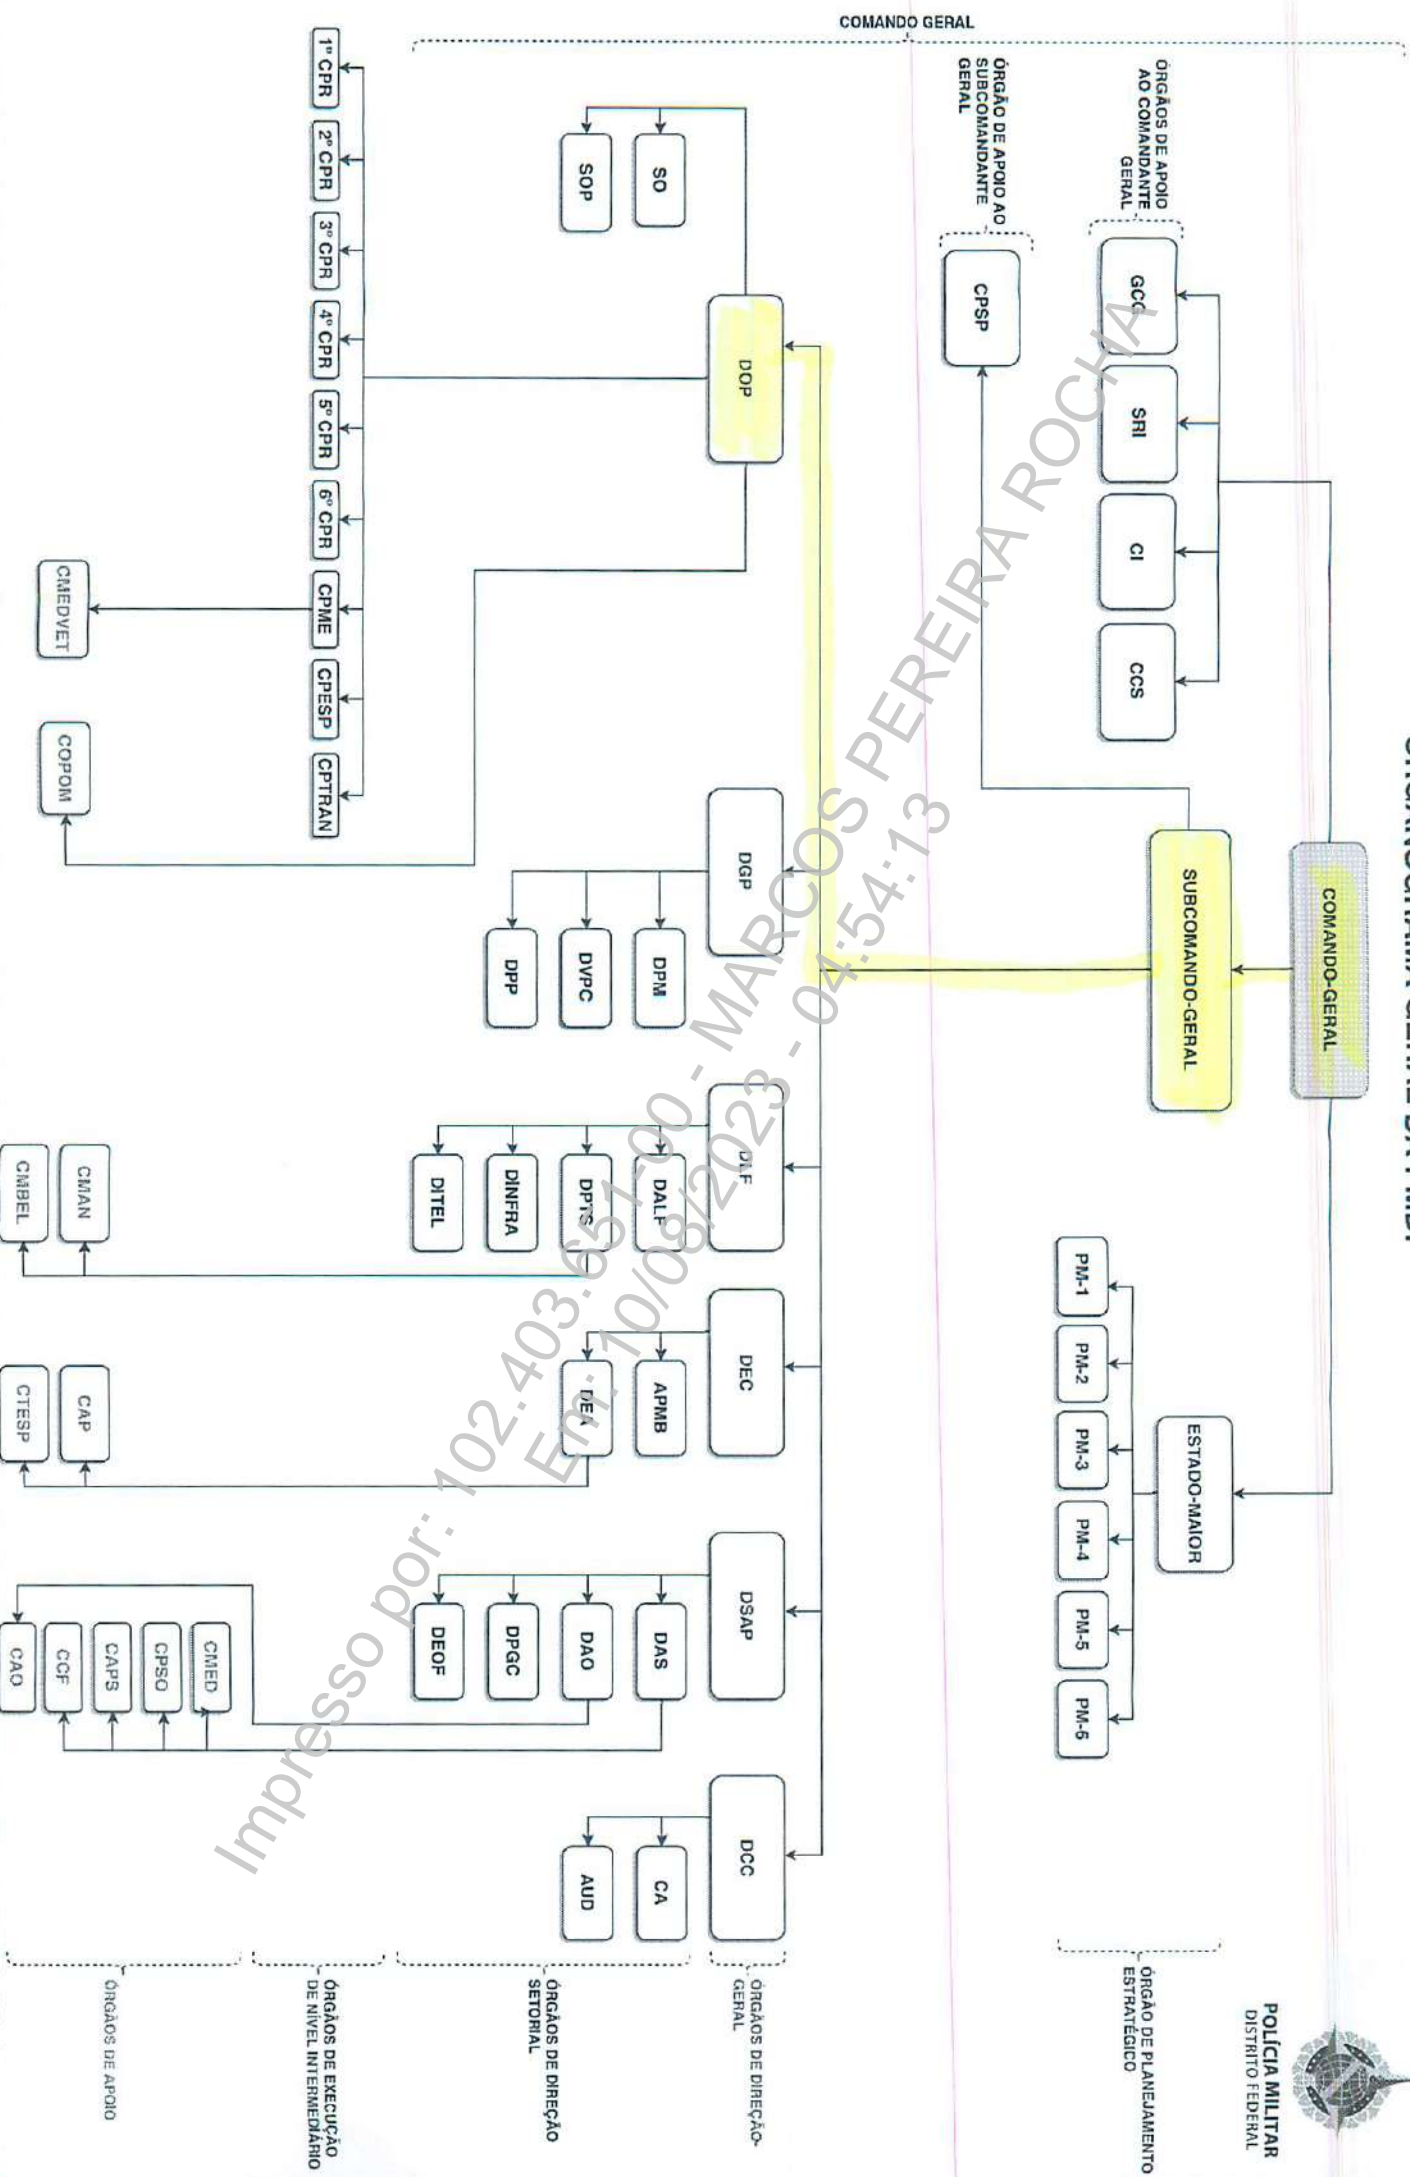 ORGANOGRAMA GERAL DA PMDF
POLÍCIA MILITAR
DISTRITO FEDERAL
COMANDO GERAL
COMANDO-GERAL
ÓRGÃOS DE APOIO
AO COMANDANTE
GERAL
GCG
SRI
CI
CCS
ESTADO-MAIOR
PM-1
PM-2
PM-3
PM-4
PM-5
PM-6
ÓRGÃO DE PLANEJAMENTO
ESTRATÉGICO
SUBCOMANDO-GERAL
ÓRGÃO DE APOIO AO
SUBCOMANDANTE
GERAL
CPSP
DOP
DGP
DLF
DEC
DSAP
DCC
ÓRGÃOS DE DIREÇÃO-
GERAL
SO
SOP
DPM
DVPC
DPP
DALF
DPTS
DINFRA
DITEL
APMB
DEA
DAS
DAO
DPGC
DEOF
CA
AUD
ÓRGÃOS DE DIREÇÃO
SETORIAL
1º CPR
2º CPR
3º CPR
4º CPR
5º CPR
6º CPR
CPME
CPESP
CPTRAN
ÓRGÃOS DE EXECUÇÃO
DE NÍVEL INTERMEDIÁRIO
CMEDVET
COPOM
CMAN
CMBEL
CAP
CTESP
CMED
CPSO
CAPS
CCF
CAO
ÓRGÃOS DE APOIO
Impresso por: 102.403.651-00 - MARCOS PEREIRA ROCHA
Em: 10/08/2023 - 04:54:13